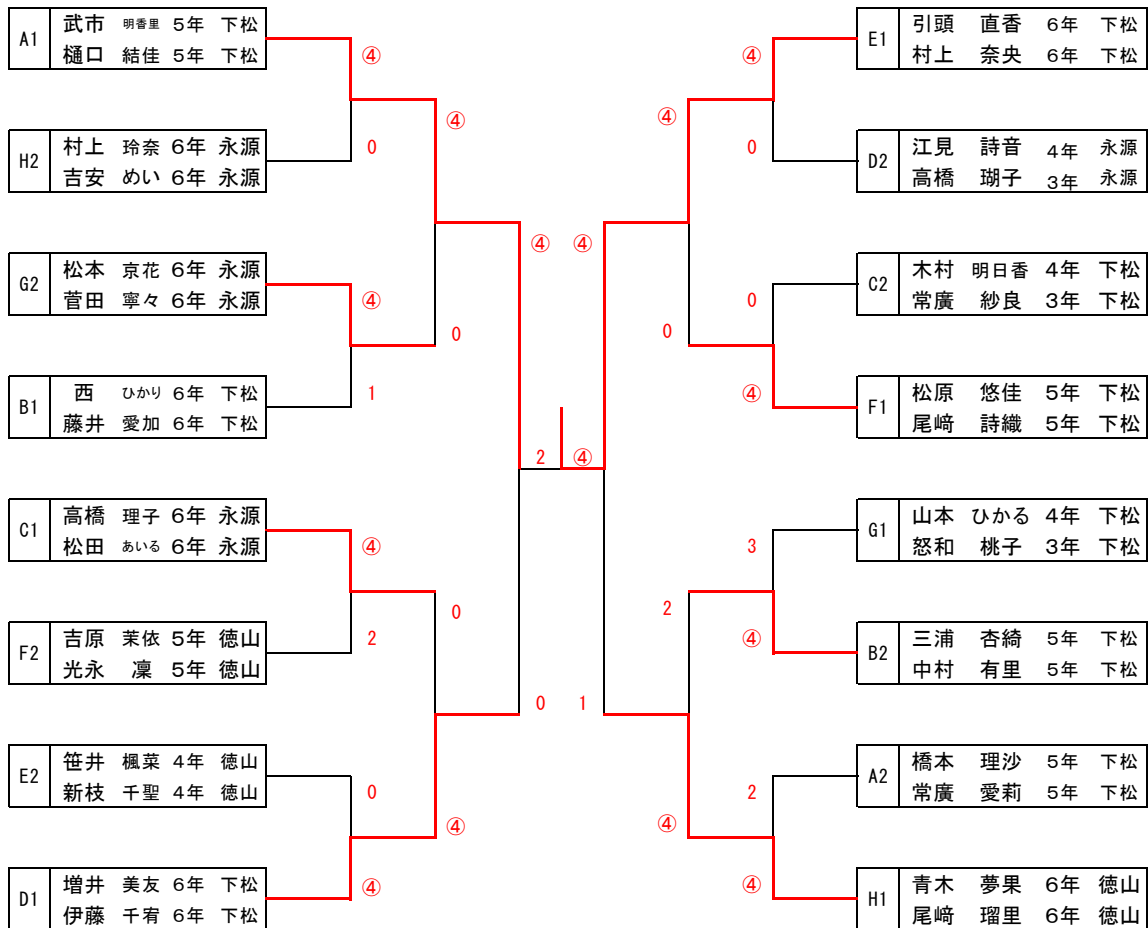 A1 武市 明香里 5年 下松
樋口 結佳 5年 下松
④
④
H2 村上 玲奈 6年 永源
吉安 めい 6年 永源
0
④
G2 松本 京花 6年 永源
菅田 寧々 6年 永源
④
0
B1 西 ひかり 6年 下松
藤井 愛加 6年 下松
1
2
C1 高橋 理子 6年 永源
松田 あいる 6年 永源
④
0
F2 吉原 茉依 5年 徳山
光永 凜 5年 徳山
2
0
E2 笹井 楓菜 4年 徳山
新枝 千聖 4年 徳山
0
④
D1 増井 美友 6年 下松
伊藤 千宥 6年 下松
④
E1 引頭 直香 6年 下松
村上 奈央 6年 下松
④
④
D2 江見 詩音 4年 永源
高橋 瑚子 3年 永源
0
④
C2 木村 明日香 4年 下松
常廣 紗良 3年 下松
0
0
F1 松原 悠佳 5年 下松
尾﨑 詩織 5年 下松
④
④
G1 山本 ひかる 4年 下松
怒和 桃子 3年 下松
3
2
B2 三浦 杏綺 5年 下松
中村 有里 5年 下松
④
1
A2 橋本 理沙 5年 下松
常廣 愛莉 5年 下松
2
④
H1 青木 夢果 6年 徳山
尾﨑 瑠里 6年 徳山
④